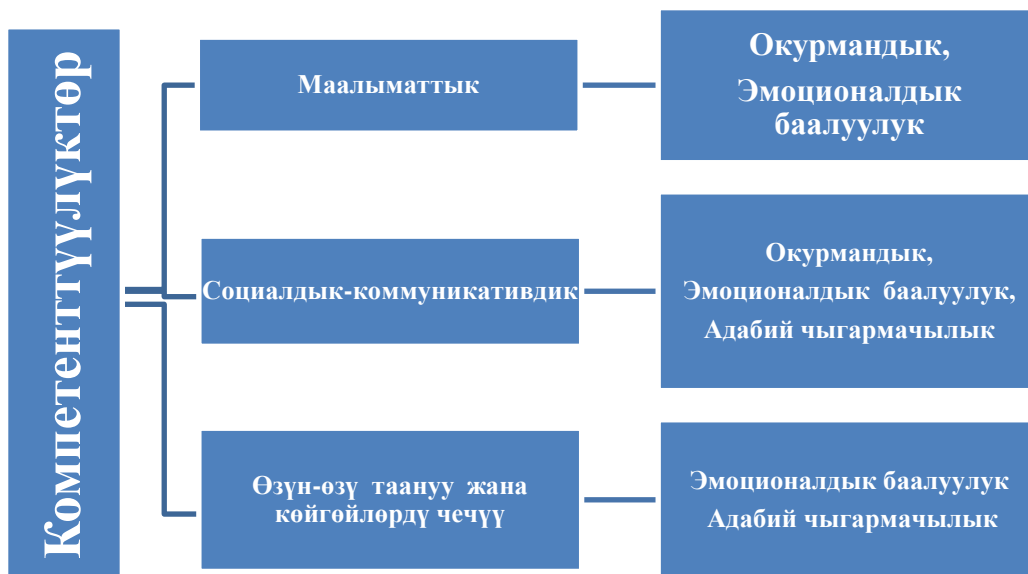 Компетенттүүлүктөр
Маалыматтык
Окурмандык,
Эмоционалдык
баалуулук
Социалдык-коммуникативдик
Окурмандык,
Эмоционалдык баалуулук,
Адабий чыгармачылык
Өзүн-өзү таануу жана
көйгөйлөрдү чечүү
Эмоционалдык баалуулук
Адабий чыгармачылык